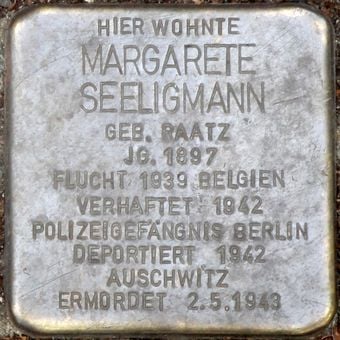 HIER WOHNTE
MARGARETE
SEELIGMANN
GEB. RAATZ
JG. 1897
FLUCHT 1939 BELGIEN
VERHAFTET 1942
POLIZEIGEFÄNGNIS BERLIN
DEPORTIERT 1942
AUSCHWITZ
ERMORDET 2.5.1943